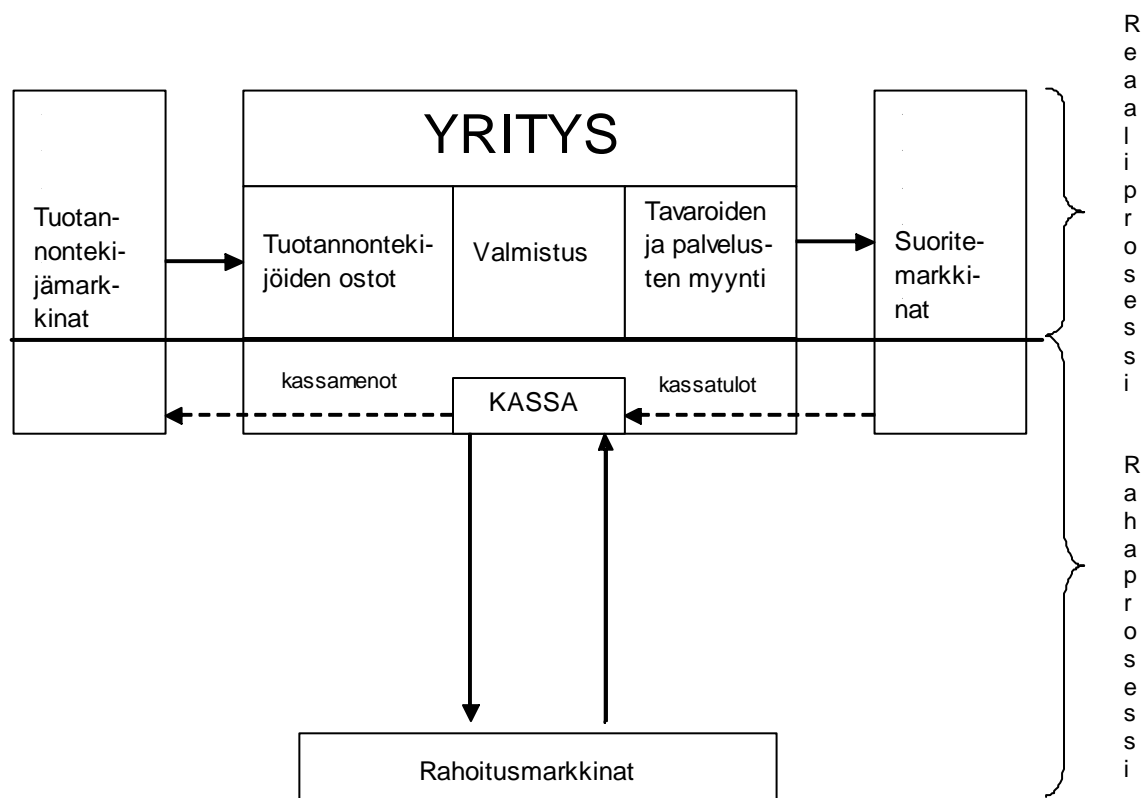 YRITYS
Tuotan-
nonteki-
jämark-
kinat
Tuotannonteki-
jöiden ostot
Valmistus
Tavaroiden
ja palvelus-
ten myynti
Suorite-
markki-
nat
kassamenot
KASSA
kassatulot
Rahoitusmarkkinat
Reaaliprosessi
Rahaprosessi